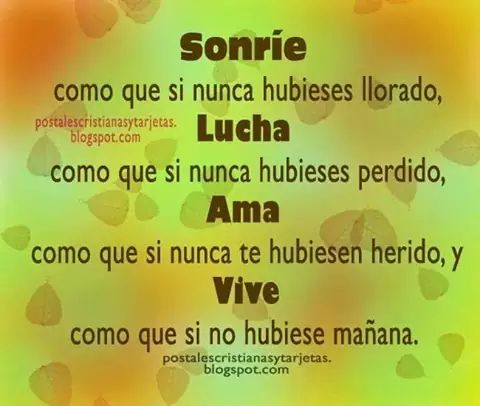 Sonríe
como que si nunca hubieses llorado,
postalescristianasytarjetas.
blogspot.com
Lucha
como que si nunca hubieses perdido,
Ama
como que si nunca te hubiesen herido, y
Vive
como que si no hubiese mañana.
postalescristianasytarjetas.
blogspot.com